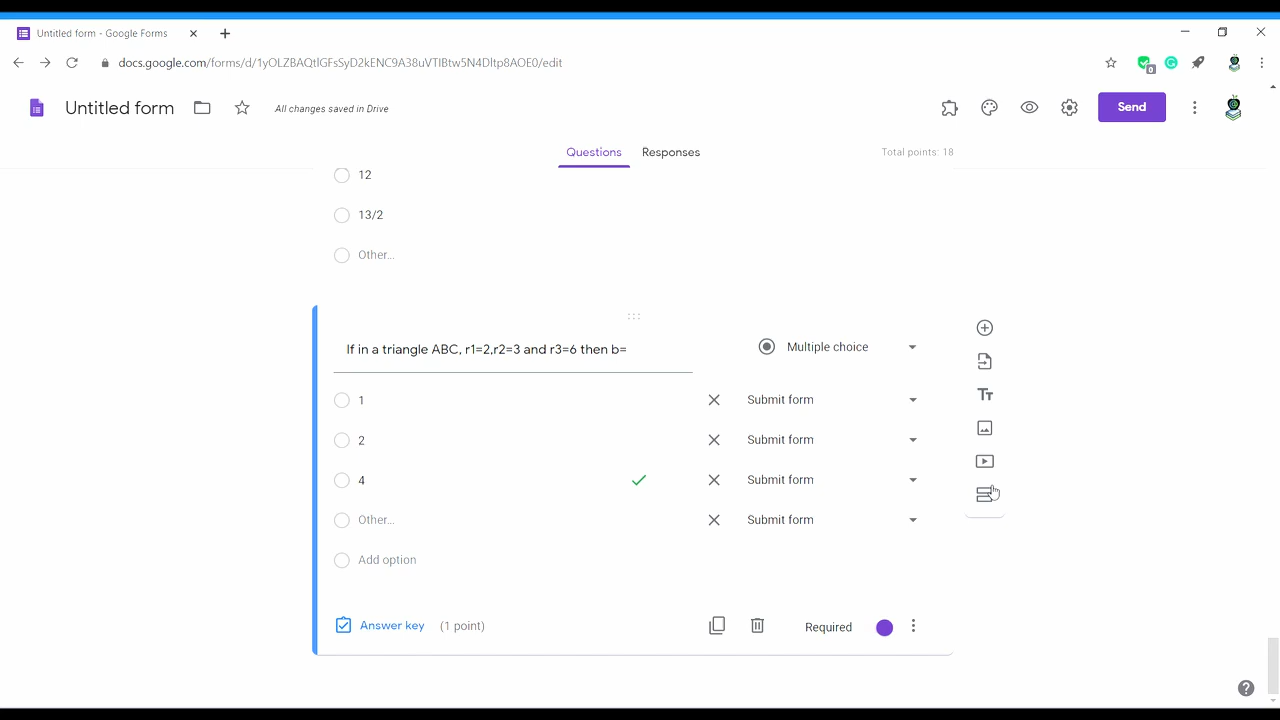 Untitled form - Google Forms
docs.google.com/forms/d/1yOLZBAQtlGFsSyD2kENC9A38uVTlBtw5N4Dltp8AOE0/edit
0
Untitled form
All changes saved in Drive
Send
Questions
Responses
Total points: 18
12
13/2
Other...
If in a triangle ABC, r1=2,r2=3 and r3=6 then b=
Multiple choice
1
Submit form
2
Submit form
4
Submit form
Other...
Submit form
Add option
Answer key
(1 point)
Required